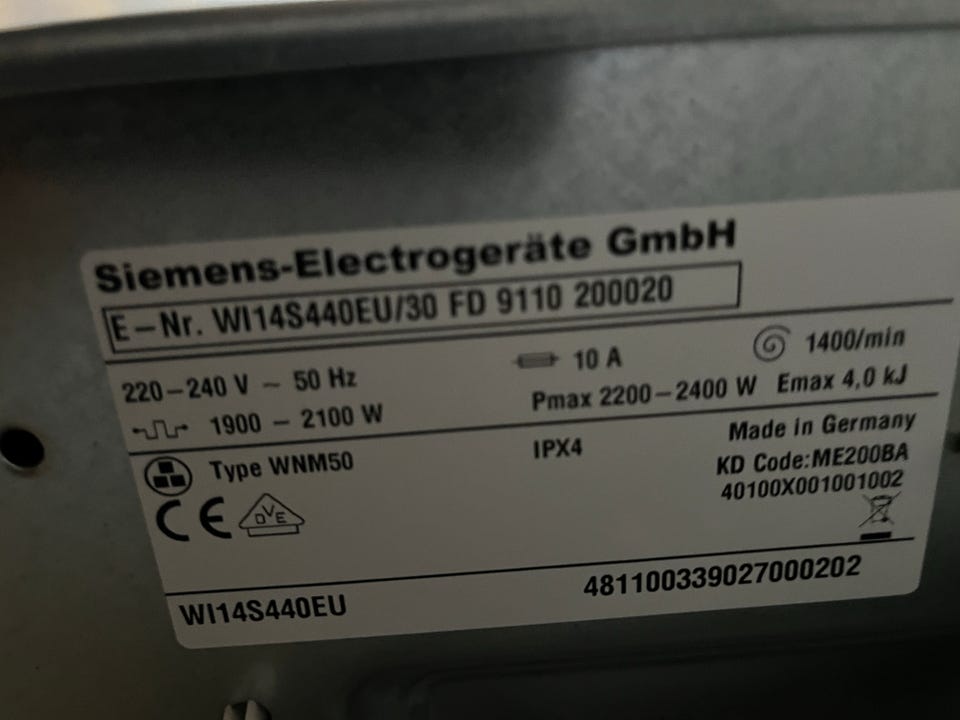 Siemens-Electrogeräte GmbH
E-Nr. WI14S440EU/30 FD 9110 200020
220-240 V ~ 50 Hz
10 A
1400/min
1900 - 2100 W
Pmax 2200-2400 W
Emax 4,0 kJ
Type WNM50
IPX4
Made in Germany
KD Code:ME200BA
40100X001001002
CE
DVE
WI14S440EU
481100339027000202